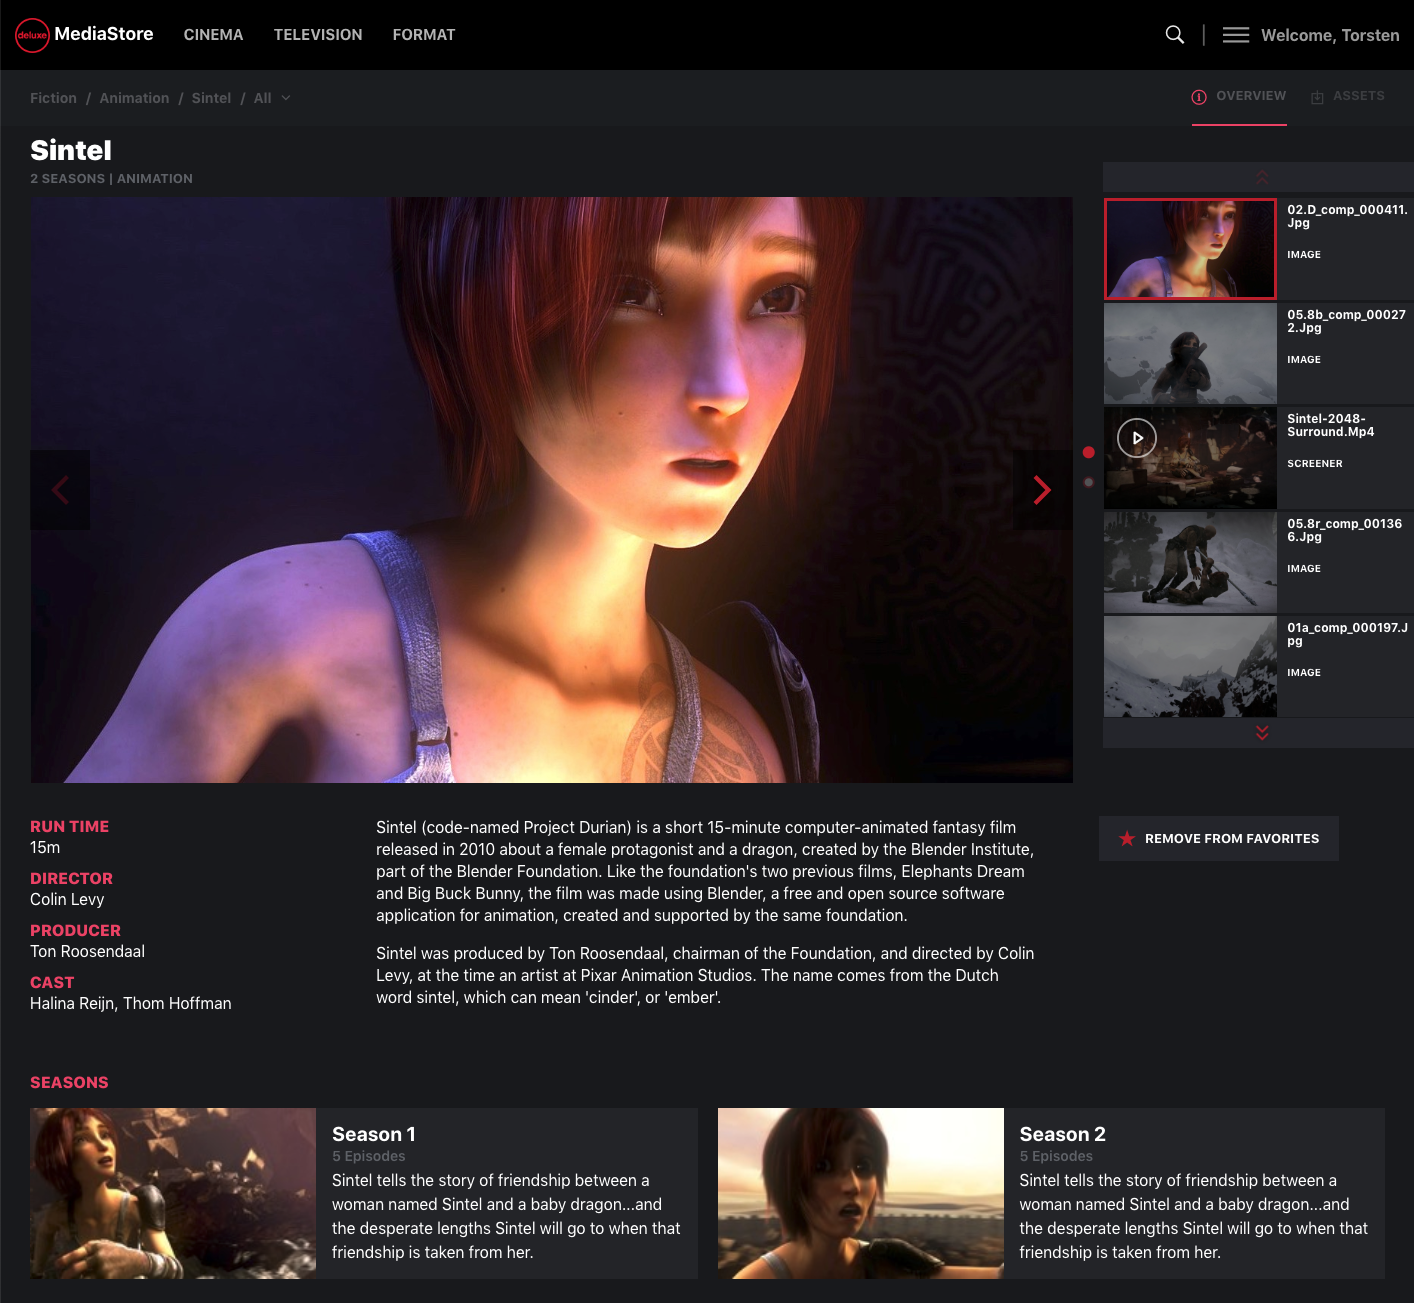 deluxe MediaStore CINEMA TELEVISION FORMAT Welcome, Torsten
Fiction / Animation / Sintel / All OVERVIEW ASSETS
Sintel
2 SEASONS | ANIMATION
02.D_comp_000411.
Jpg
IMAGE
05.8b_comp_00027
2.Jpg
IMAGE
Sintel-2048-
Surround.Mp4
SCREENER
05.8r_comp_00136
6.Jpg
IMAGE
01a_comp_000197.J
pg
IMAGE
RUN TIME
15m
DIRECTOR
Colin Levy
PRODUCER
Ton Roosendaal
CAST
Halina Reijn, Thom Hoffman
Sintel (code-named Project Durian) is a short 15-minute computer-animated fantasy film
released in 2010 about a female protagonist and a dragon, created by the Blender Institute,
part of the Blender Foundation. Like the foundation's two previous films, Elephants Dream
and Big Buck Bunny, the film was made using Blender, a free and open source software
application for animation, created and supported by the same foundation.
Sintel was produced by Ton Roosendaal, chairman of the Foundation, and directed by Colin
Levy, at the time an artist at Pixar Animation Studios. The name comes from the Dutch
word sintel, which can mean 'cinder', or 'ember'.
REMOVE FROM FAVORITES
SEASONS
Season 1
5 Episodes
Sintel tells the story of friendship between a
woman named Sintel and a baby dragon...and
the desperate lengths Sintel will go to when that
friendship is taken from her.
Season 2
5 Episodes
Sintel tells the story of friendship between a
woman named Sintel and a baby dragon...and
the desperate lengths Sintel will go to when that
friendship is taken from her.